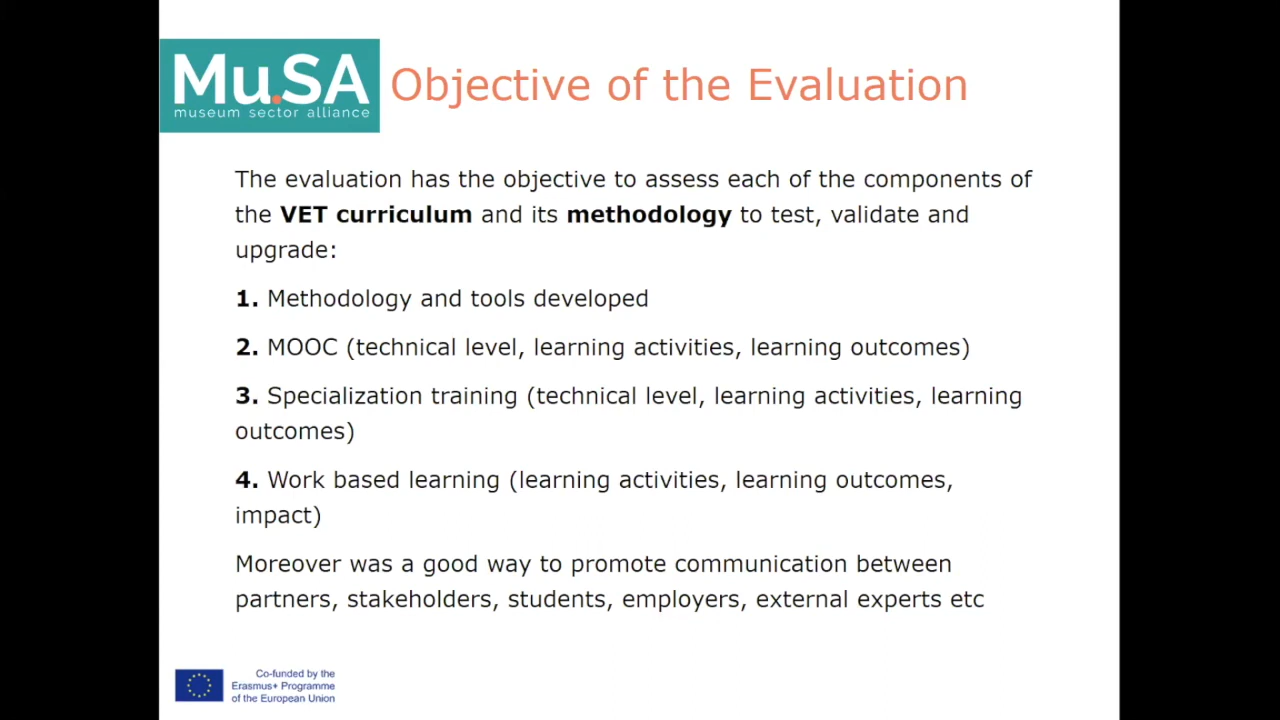 Mu.SA
museum sector alliance
Objective of the Evaluation
The evaluation has the objective to assess each of the components of
the VET curriculum and its methodology to test, validate and
upgrade:
1. Methodology and tools developed
2. MOOC (technical level, learning activities, learning outcomes)
3. Specialization training (technical level, learning activities, learning
outcomes)
4. Work based learning (learning activities, learning outcomes,
impact)
Moreover was a good way to promote communication between
partners, stakeholders, students, employers, external experts etc
Co-funded by the
Erasmus+ Programme
of the European Union